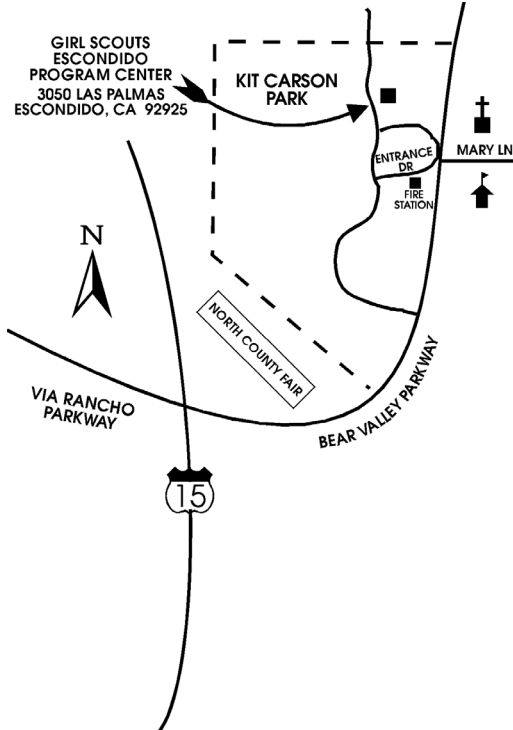 GIRL SCOUTS
ESCONDIDO
PROGRAM CENTER
3050 LAS PALMAS
ESCONDIDO, CA 92925
KIT CARSON
PARK
ENTRANCE
DR
MARY LN
FIRE
STATION
N
NORTH COUNTY FAIR
VIA RANCHO
PARKWAY
BEAR VALLEY PARKWAY
15